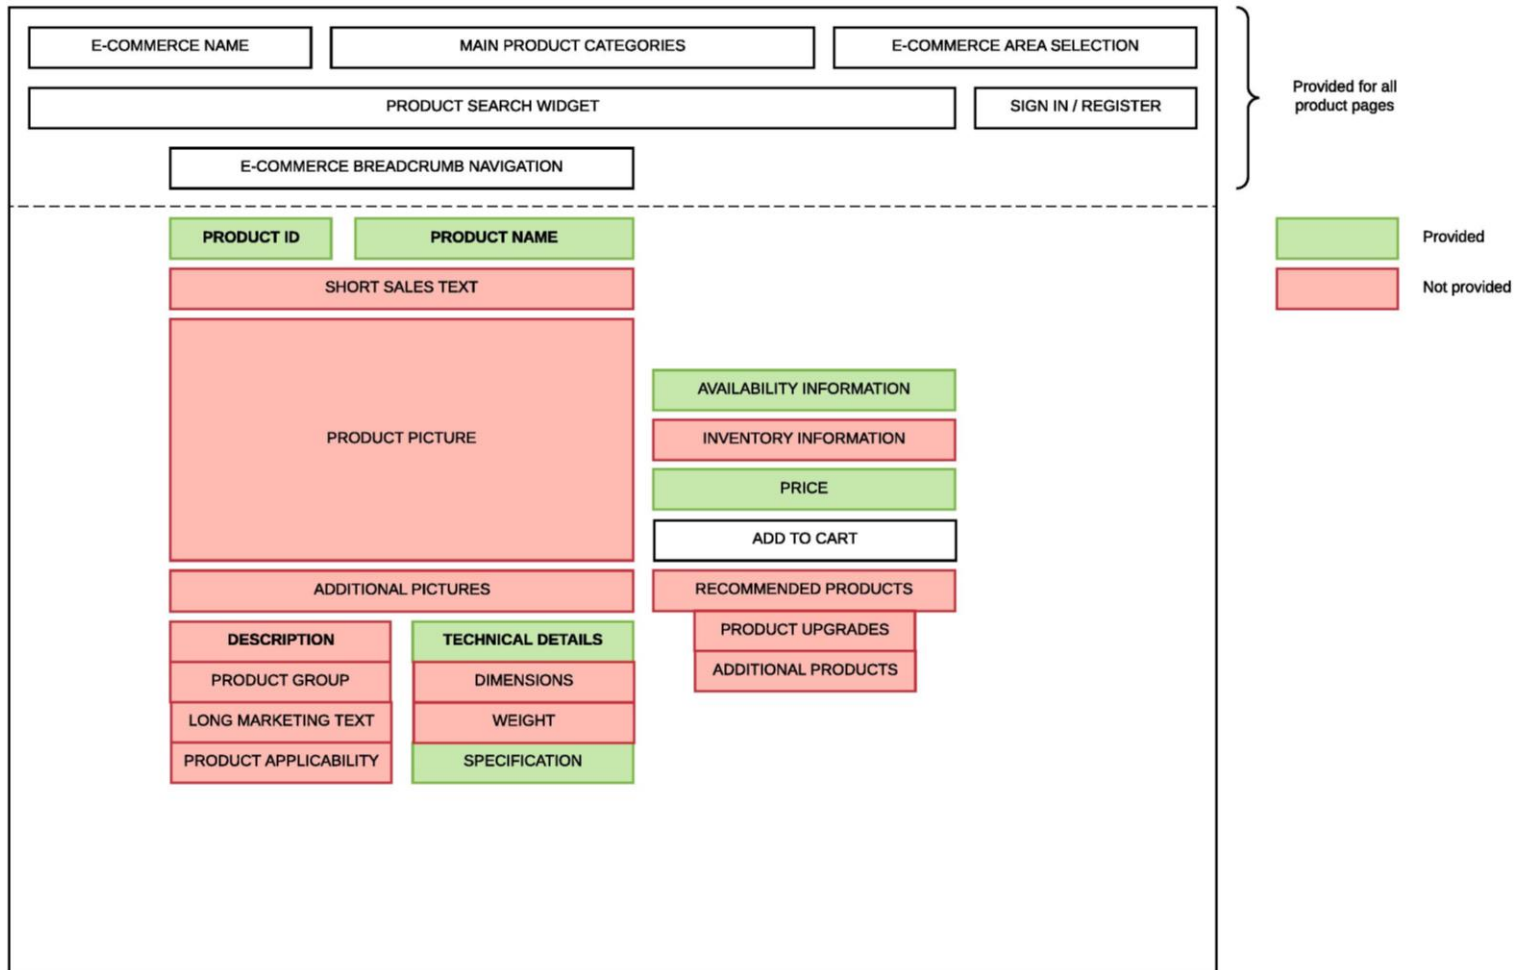 E-COMMERCE NAME
MAIN PRODUCT CATEGORIES
E-COMMERCE AREA SELECTION
PRODUCT SEARCH WIDGET
SIGN IN / REGISTER
E-COMMERCE BREADCRUMB NAVIGATION
Provided for all
product pages
PRODUCT ID
PRODUCT NAME
Provided
SHORT SALES TEXT
Not provided
PRODUCT PICTURE
AVAILABILITY INFORMATION
INVENTORY INFORMATION
PRICE
ADD TO CART
ADDITIONAL PICTURES
RECOMMENDED PRODUCTS
PRODUCT UPGRADES
ADDITIONAL PRODUCTS
DESCRIPTION
PRODUCT GROUP
LONG MARKETING TEXT
PRODUCT APPLICABILITY
TECHNICAL DETAILS
DIMENSIONS
WEIGHT
SPECIFICATION